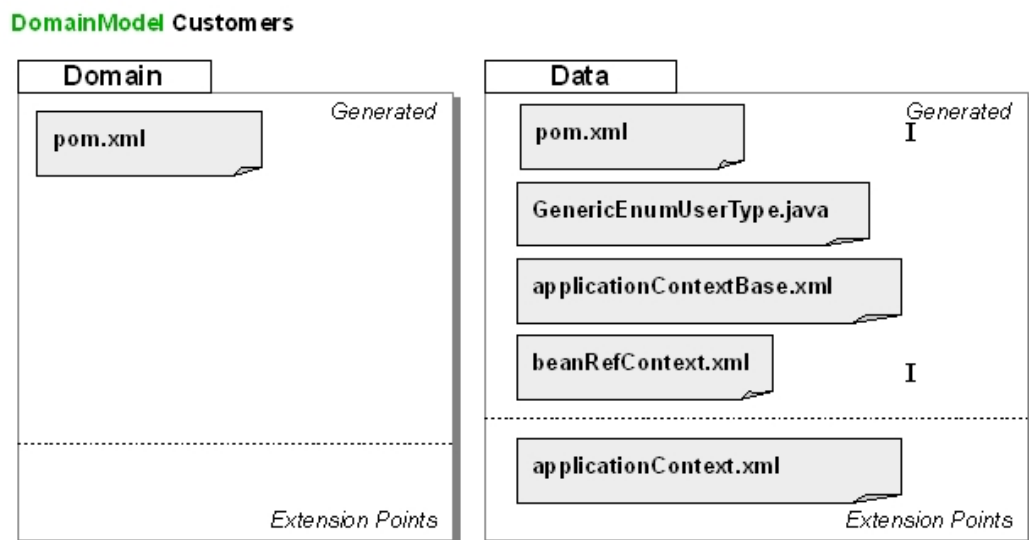 DomainModel Customers
Domain
Generated
pom.xml
Extension Points
Data
Generated
pom.xml
GenericEnumUserType.java
applicationContextBase.xml
beanRefContext.xml
applicationContext.xml
Extension Points